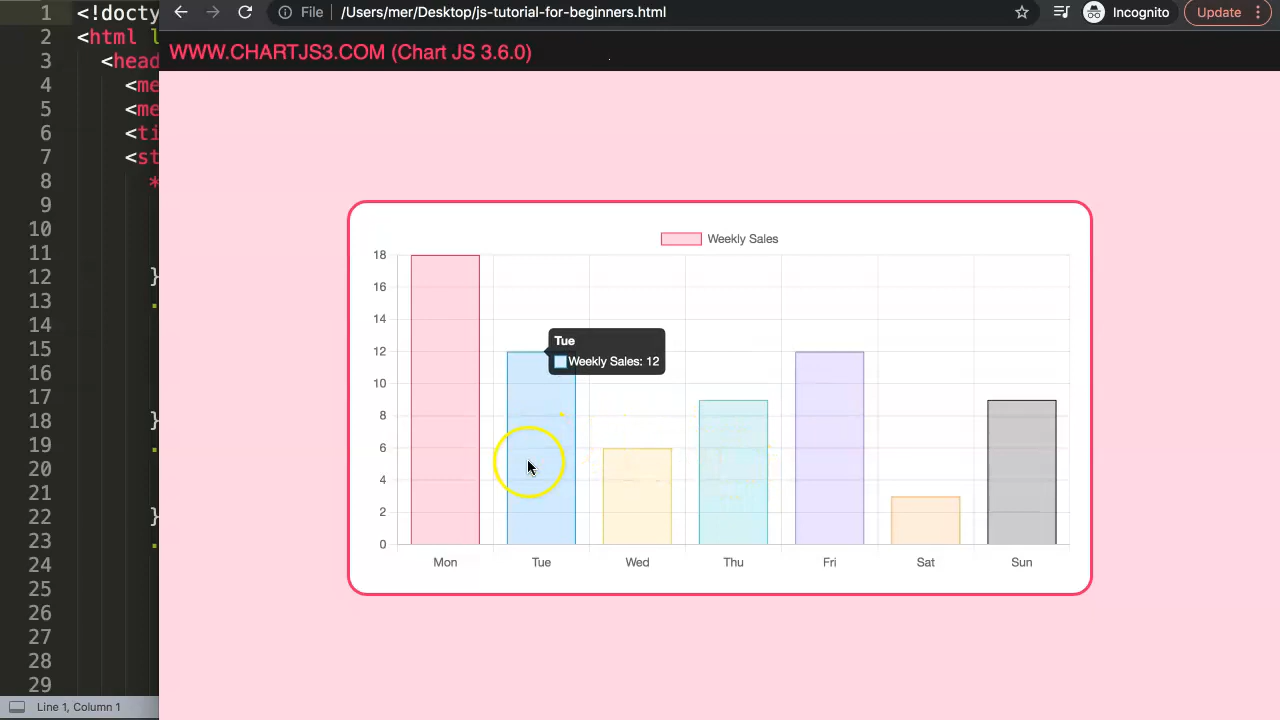 1 <!docty
2 <html l
3 <head
4 <me
5 <me
6 <ti
7 <st
8 *
9
10
11
12 }
13 .
14
15
16
17
18 }
19 .
20
21
22 }
23 .
24
25
26
27
28
29
Line 1, Column 1
File /Users/mer/Desktop/js-tutorial-for-beginners.html Incognito Update
WWW.CHARTJS3.COM (Chart JS 3.6.0)
Weekly Sales
18
16
14
12
10
8
6
4
2
0
Tue
Weekly Sales: 12
Mon Tue Wed Thu Fri Sat Sun